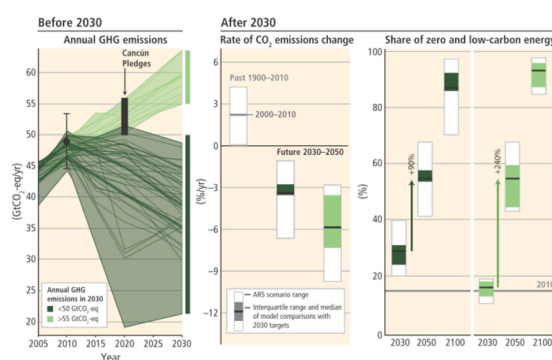 Before 2030
Annual GHG emissions
Cancún
Pledges
60
55
50
45
40
35
30
25
20
(GtCO2-eq/yr)
Annual GHG
emissions in 2030
<50 GtCO2-eq
>55 GtCO2-eq
2005 2010 2015 2020 2025 2030
Year
After 2030
Rate of CO2 emissions change
6
3
0
−3
−6
−9
−12
(%/yr)
Past 1900–2010
2000–2010
Future 2030–2050
AR5 scenario range
Interquartile range and median
of model comparisons with
2030 targets
Share of zero and low-carbon energy
100
80
60
40
20
0
(%)
+90%
+240%
2010
2030 2050 2100 2030 2050 2100